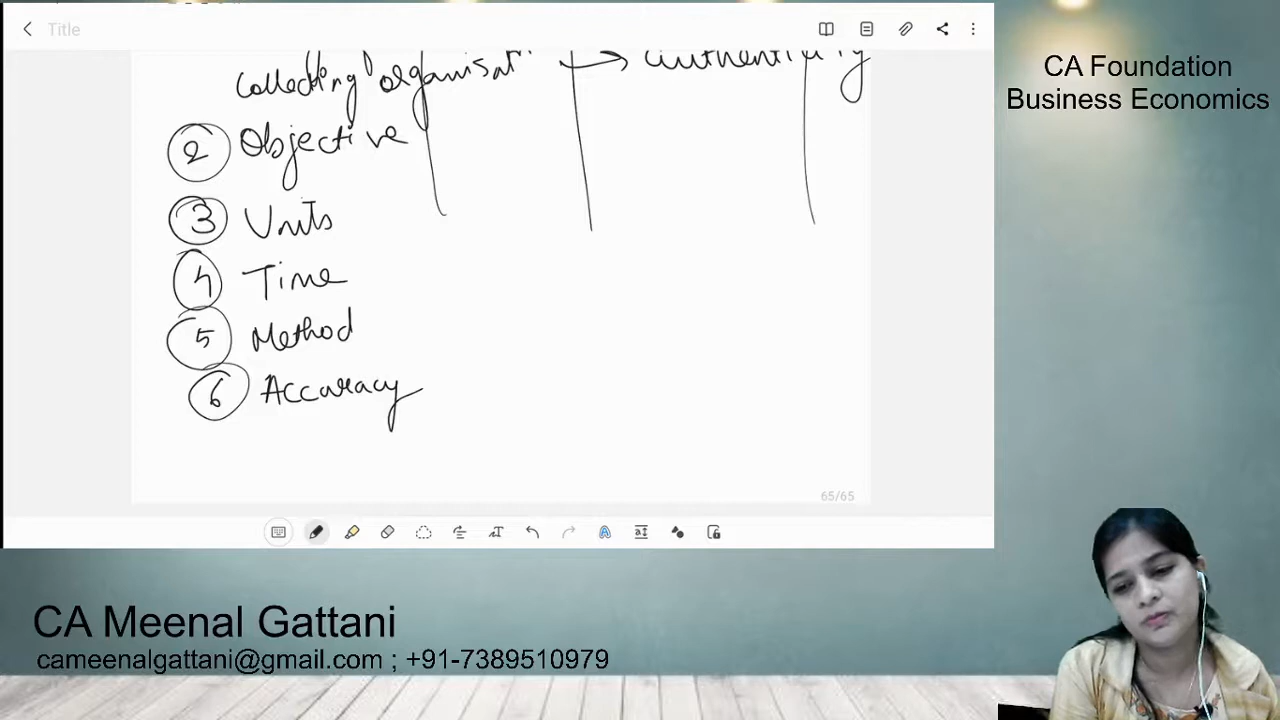 Title
Collecting organisatn → authenticity
2 Objective
3 Units
4 Time
5 Method
6 Accuracy
65/65
CA Foundation
Business Economics
CA Meenal Gattani
cameenalgattani@gmail.com ; +91-7389510979